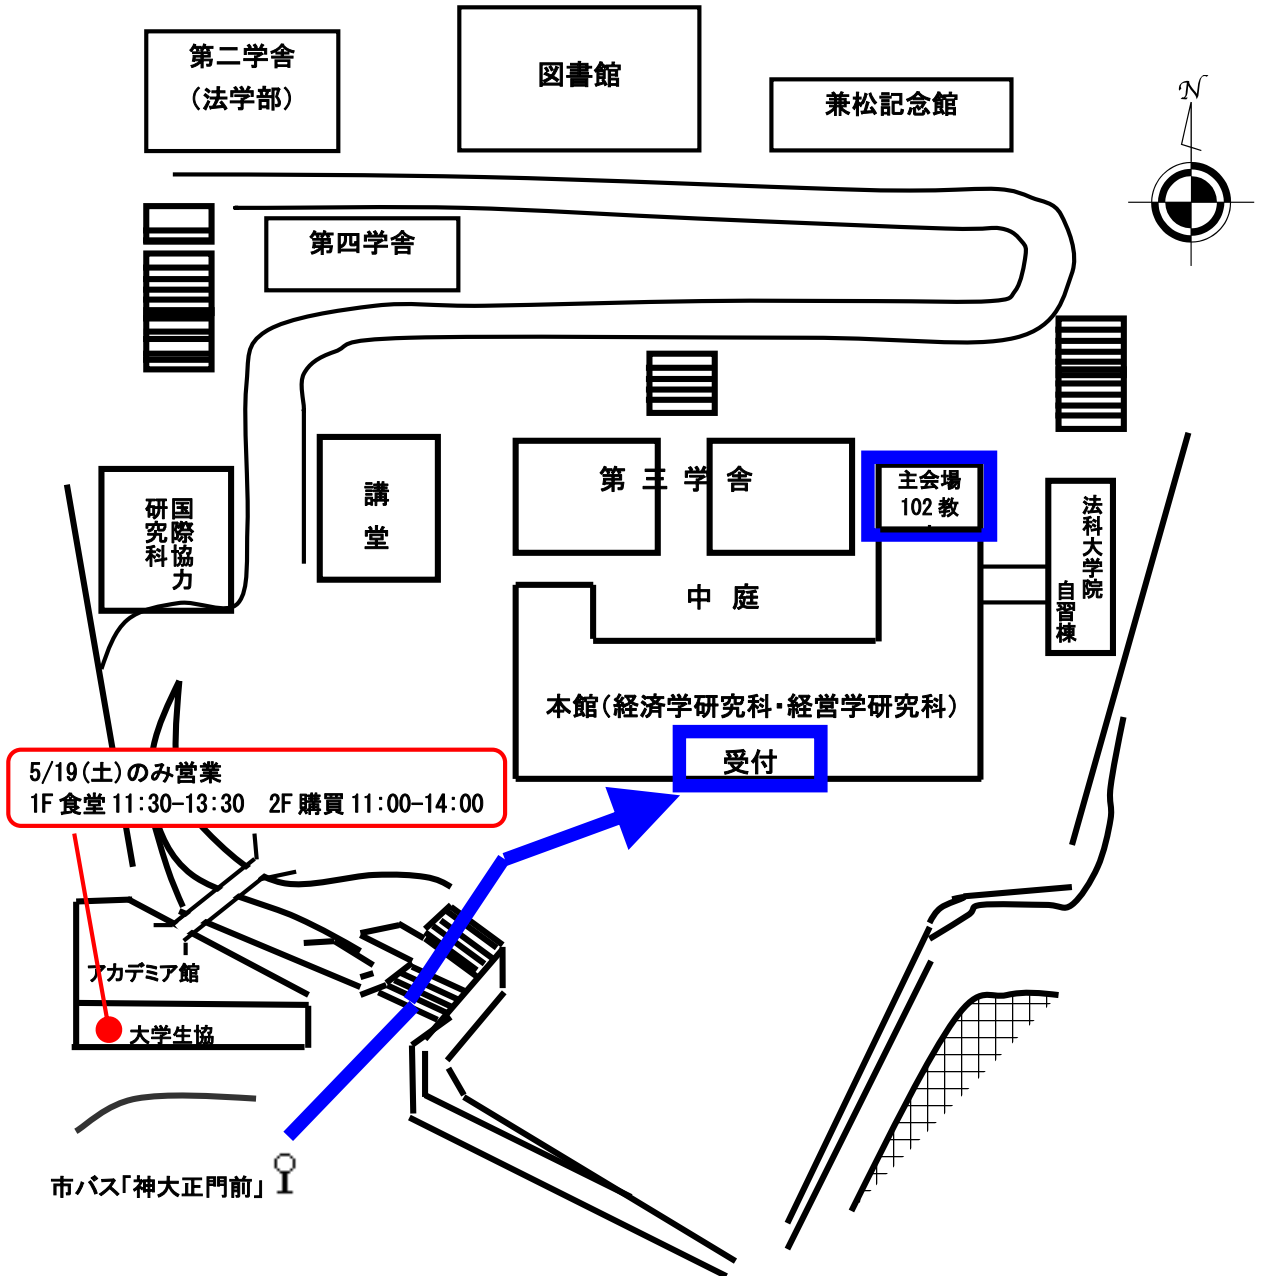 第二学舎
（法学部）
図書館
兼松記念館
N
第四学舎
第三学舎
主会場
102 教
国際協力
研究科
講堂
法科大学院
自習棟
中庭
本館（経済学研究科・経営学研究科）
受付
5/19（土）のみ営業
1F 食堂 11：30-13：30　2F 購買 11：00-14：00
アカデミア館
大学生協
市バス「神大正門前」